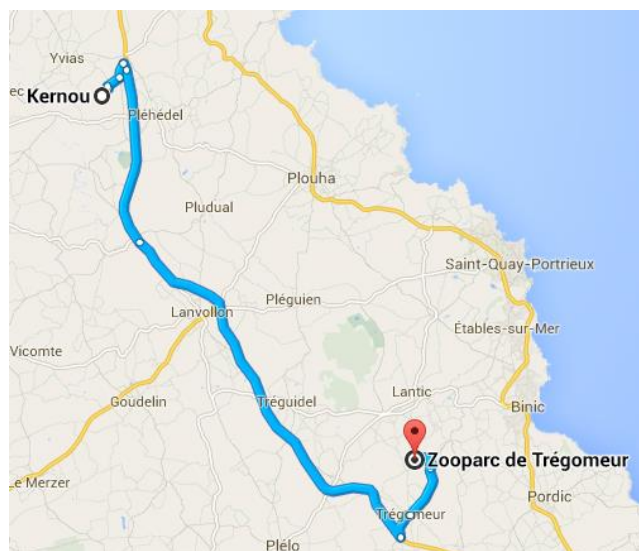 Yvias
ec
Kernou
Pléhédel
Plouha
Pludual
Saint-Quay-Portrieux
Pléguien
Lanvollon
Étables-sur-Mer
Vicomte
Lantic
Goudelin
Tréguidel
Binic
Zooparc de Trégomeur
Le Merzer
Pordic
Trégomeur
Plélo